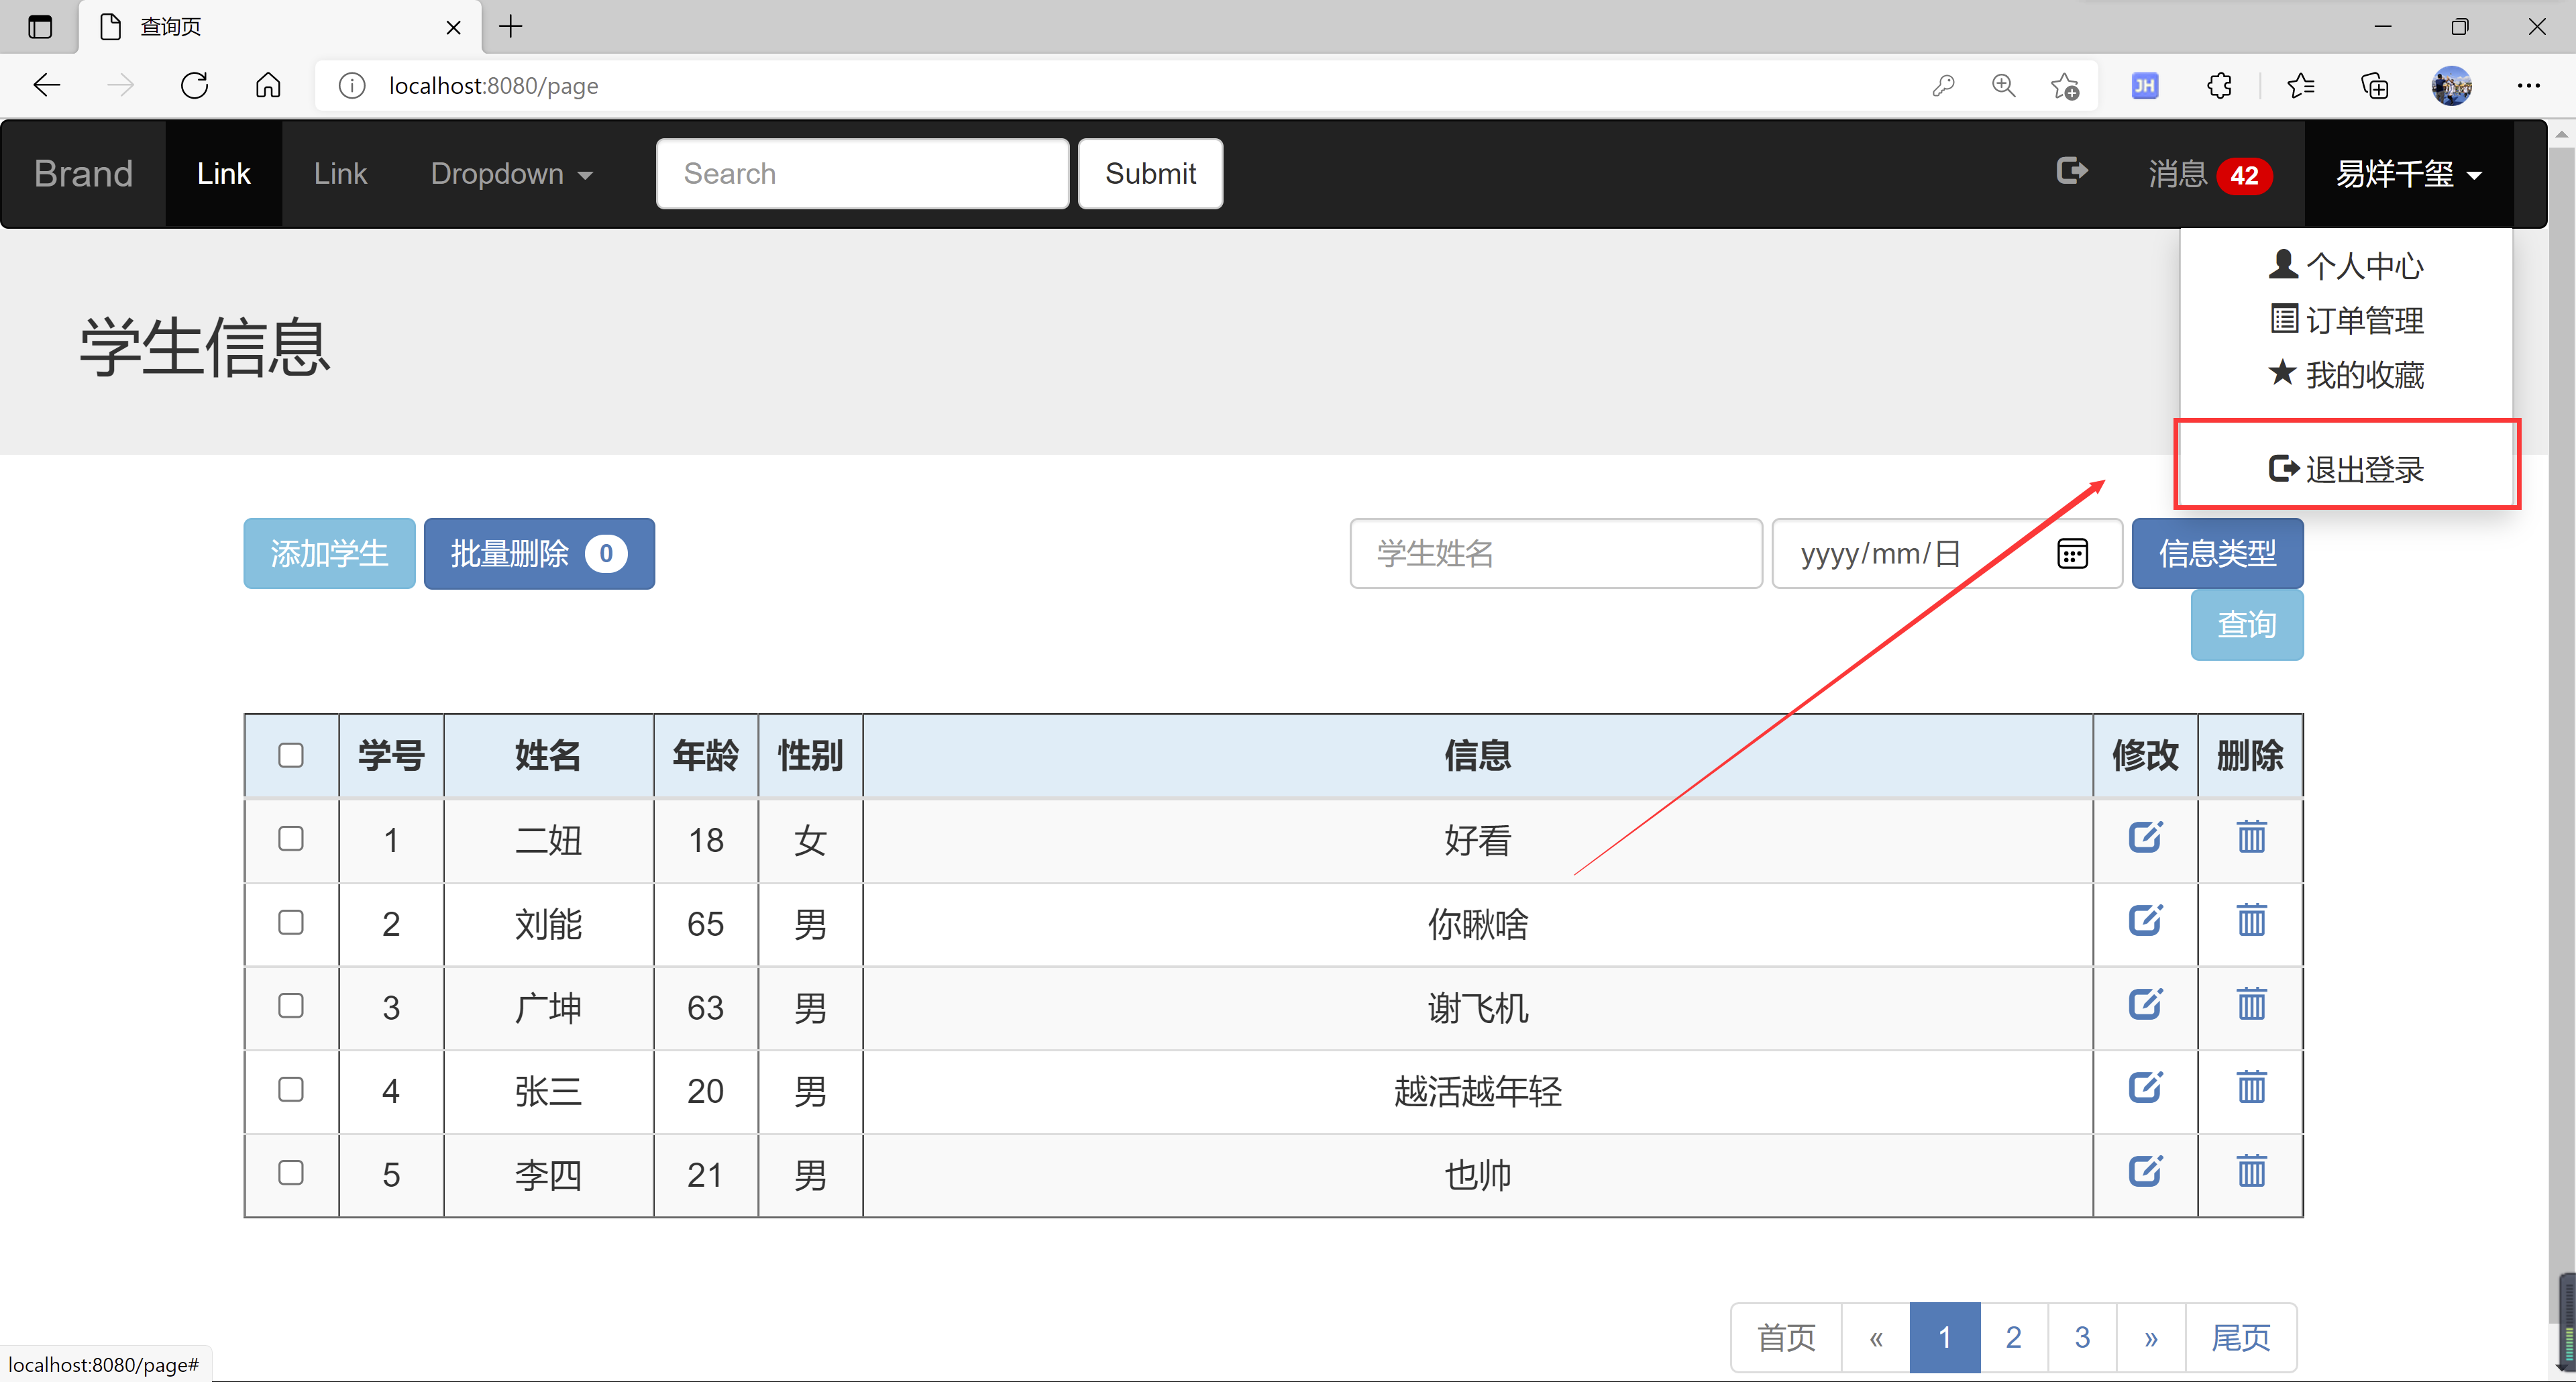 查询页
localhost:8080/page
JH
Brand Link Link Dropdown Search Submit 消息 42 易烊千玺
个人中心
订单管理
我的收藏
退出登录
学生信息
添加学生 批量删除 0 学生姓名 yyyy/mm/日 信息类型
查询
学号 姓名 年龄 性别 信息 修改 删除
1 二妞 18 女 好看
2 刘能 65 男 你瞅啥
3 广坤 63 男 谢飞机
4 张三 20 男 越活越年轻
5 李四 21 男 也帅
首页 « 1 2 3 » 尾页
localhost:8080/page#